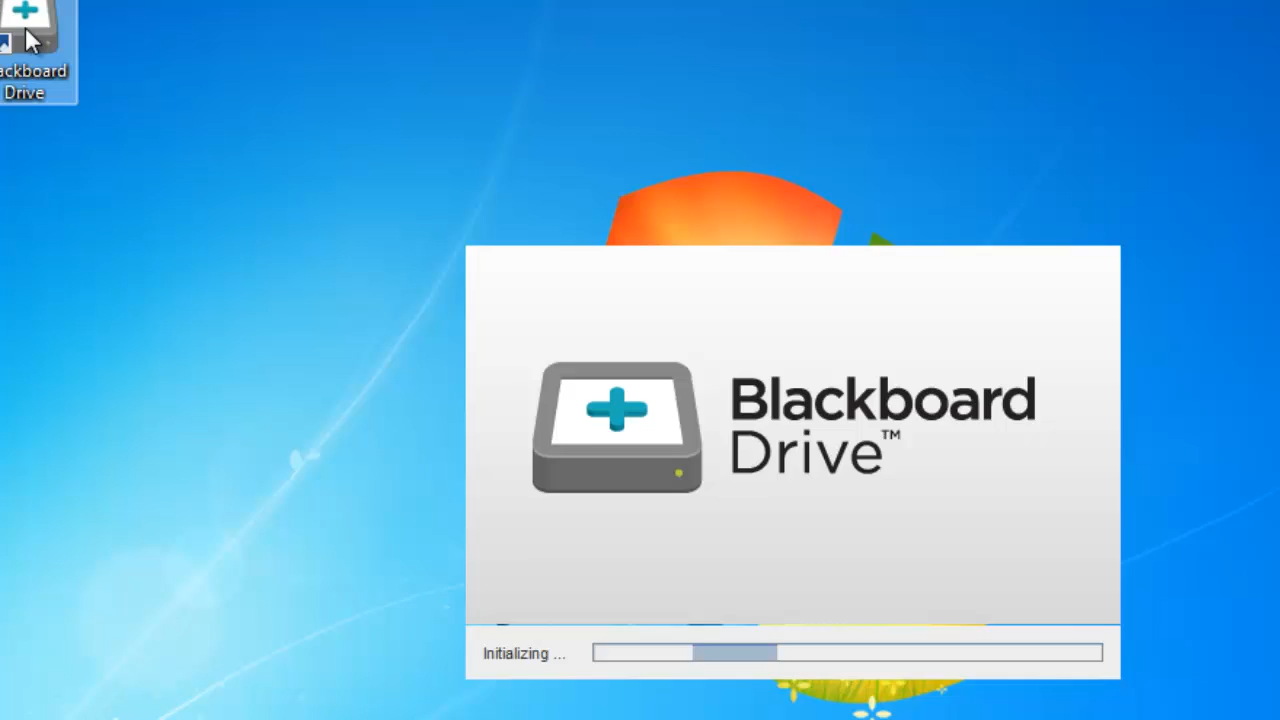 ackboard
Drive
Blackboard
Drive™
Initializing ...